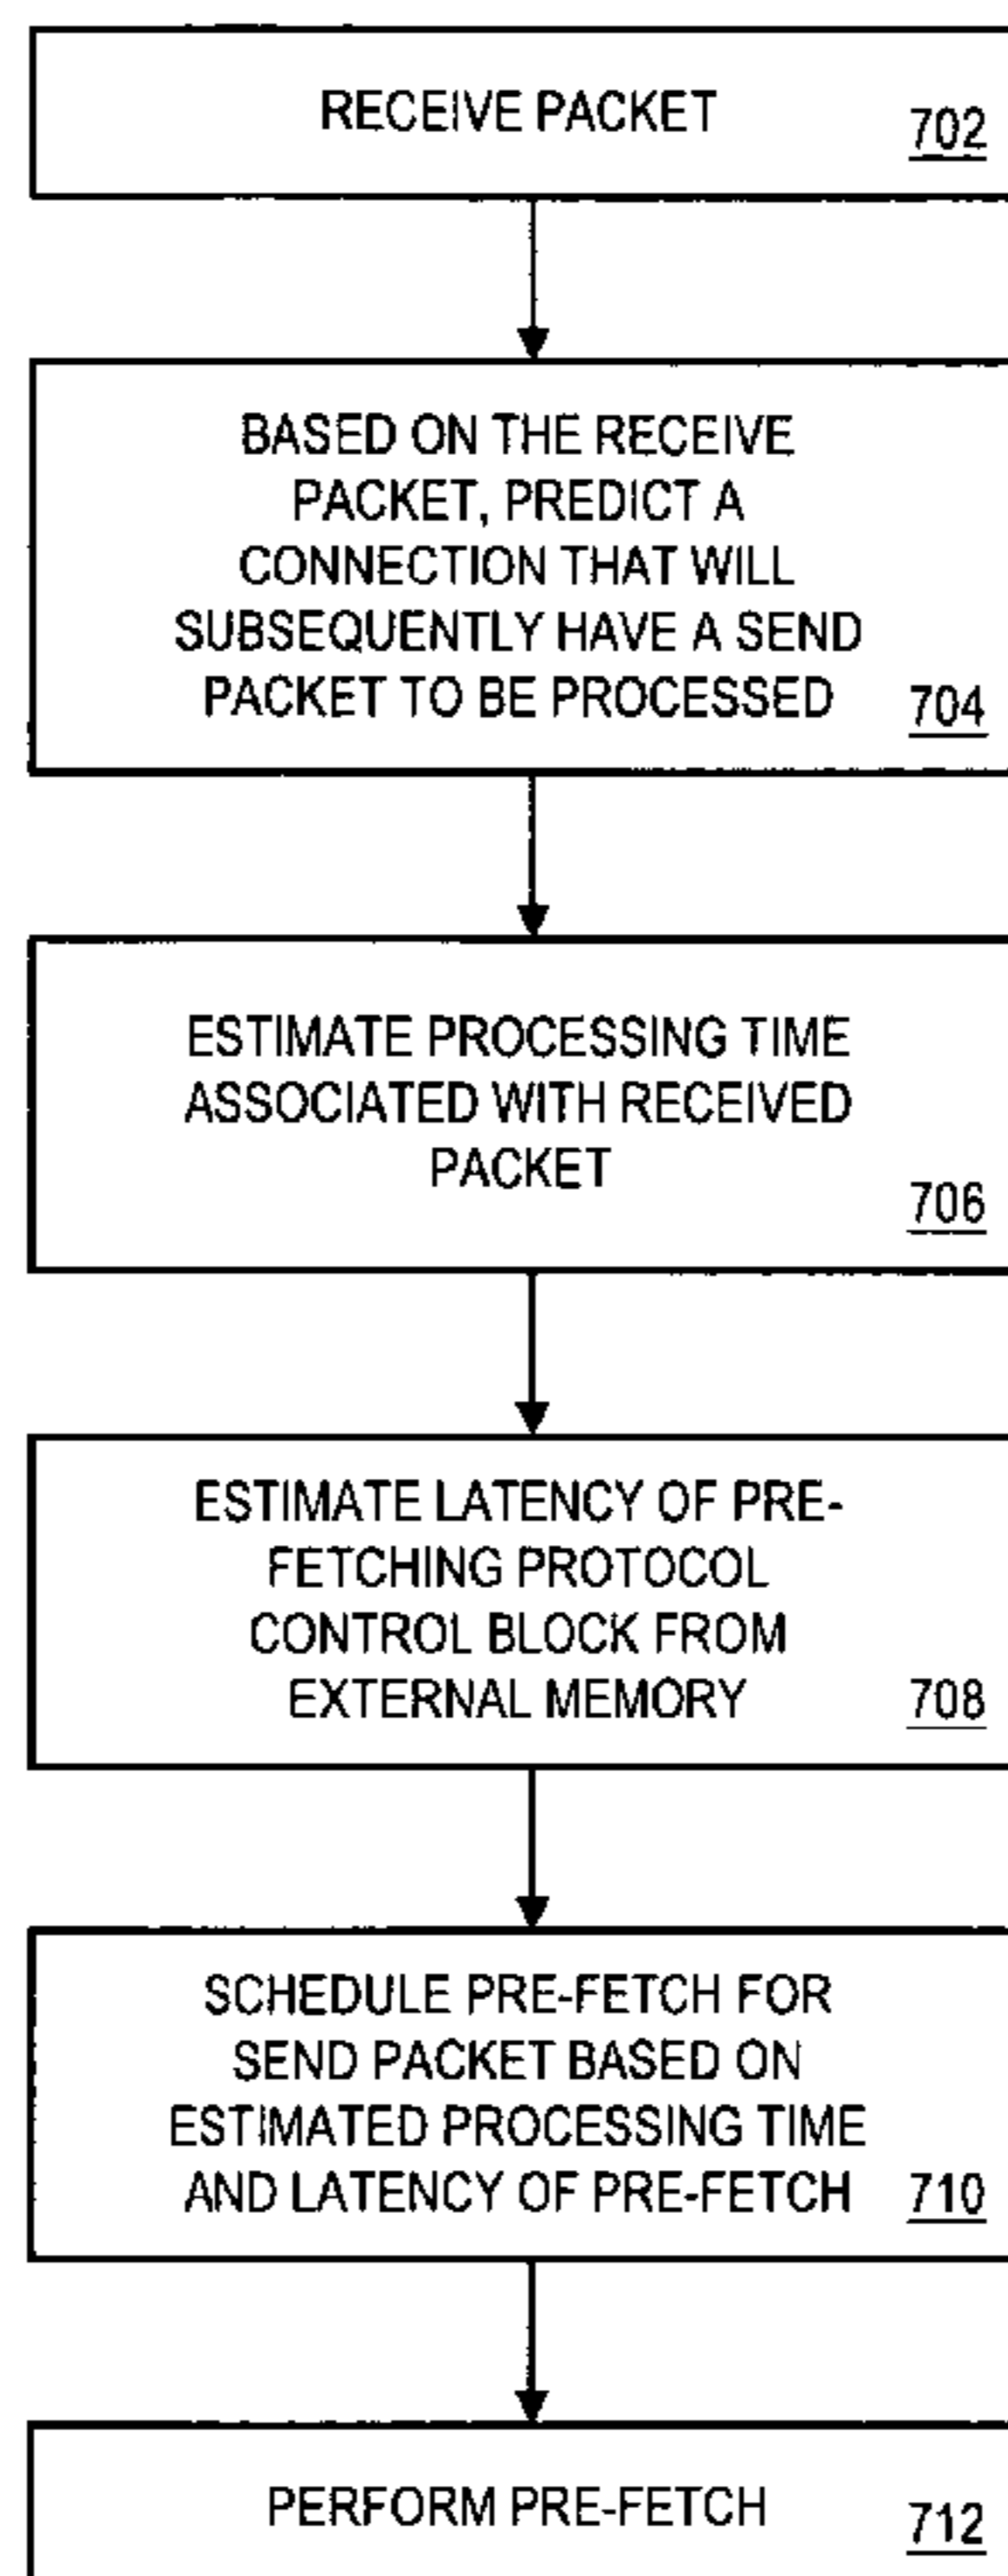 RECEIVE PACKET
702
BASED ON THE RECEIVE
PACKET, PREDICT A
CONNECTION THAT WILL
SUBSEQUENTLY HAVE A SEND
PACKET TO BE PROCESSED
704
ESTIMATE PROCESSING TIME
ASSOCIATED WITH RECEIVED
PACKET
706
ESTIMATE LATENCY OF PRE-
FETCHING PROTOCOL
CONTROL BLOCK FROM
EXTERNAL MEMORY
708
SCHEDULE PRE-FETCH FOR
SEND PACKET BASED ON
ESTIMATED PROCESSING TIME
AND LATENCY OF PRE-FETCH
710
PERFORM PRE-FETCH
712